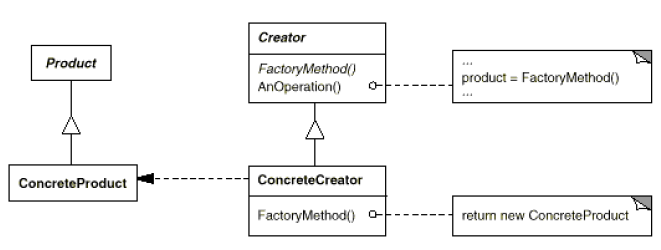 Product
ConcreteProduct
Creator
FactoryMethod()
AnOperation()
...
product = FactoryMethod()
...
ConcreteCreator
FactoryMethod()
return new ConcreteProduct